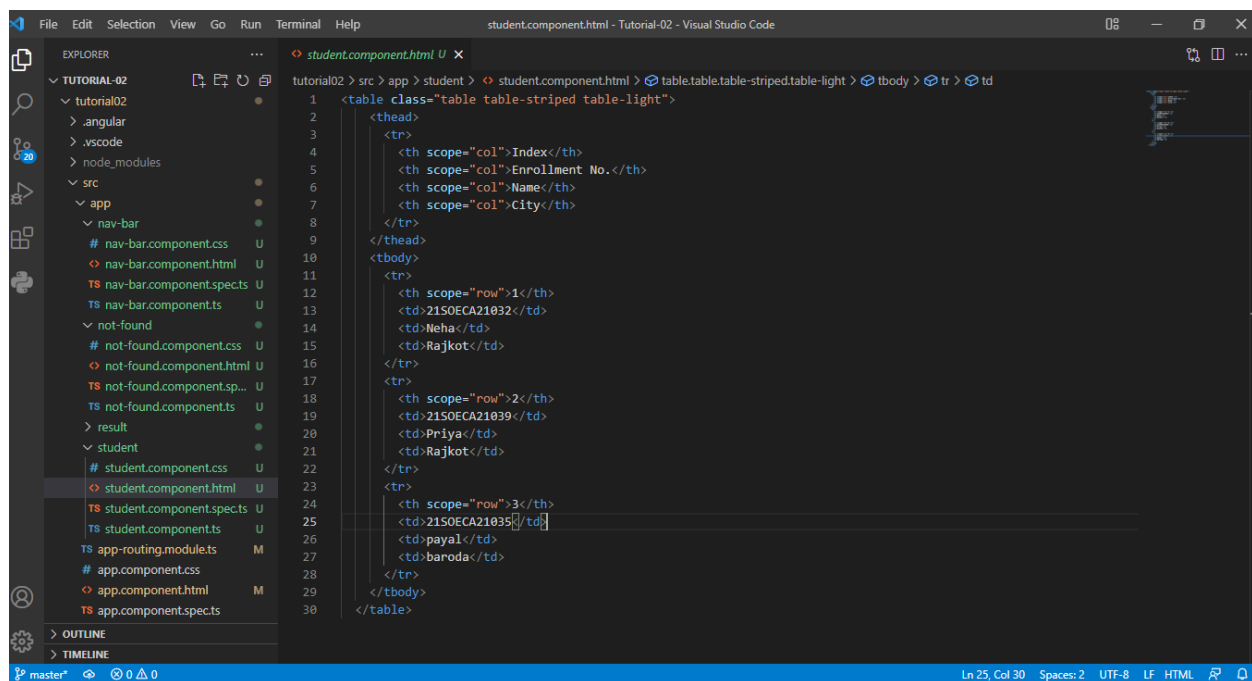 File Edit Selection View Go Run Terminal Help student.component.html - Tutorial-02 - Visual Studio Code
EXPLORER
TUTORIAL-02
tutorial02
.angular
.vscode
node_modules
src
app
nav-bar
# nav-bar.component.css U
<> nav-bar.component.html U
TS nav-bar.component.spec.ts U
TS nav-bar.component.ts U
not-found
# not-found.component.css U
<> not-found.component.html U
TS not-found.component.sp... U
TS not-found.component.ts U
result
student
# student.component.css U
<> student.component.html U
TS student.component.spec.ts U
TS student.component.ts U
TS app-routing.module.ts M
# app.component.css
<> app.component.html M
TS app.component.spec.ts
OUTLINE
TIMELINE
20
<> student.component.html U
tutorial02 > src > app > student > <> student.component.html > table.table.table-striped.table-light > tbody > tr > td
1 <table class="table table-striped table-light">
2 <thead>
3 <tr>
4 <th scope="col">Index</th>
5 <th scope="col">Enrollment No.</th>
6 <th scope="col">Name</th>
7 <th scope="col">City</th>
8 </tr>
9 </thead>
10 <tbody>
11 <tr>
12 <th scope="row">1</th>
13 <td>21SOECA21032</td>
14 <td>Neha</td>
15 <td>Rajkot</td>
16 </tr>
17 <tr>
18 <th scope="row">2</th>
19 <td>21SOECA21039</td>
20 <td>Priya</td>
21 <td>Rajkot</td>
22 </tr>
23 <tr>
24 <th scope="row">3</th>
25 <td>21SOECA21035</td>
26 <td>payal</td>
27 <td>baroda</td>
28 </tr>
29 </tbody>
30 </table>
master* 0 0 Ln 25, Col 30 Spaces: 2 UTF-8 LF HTML